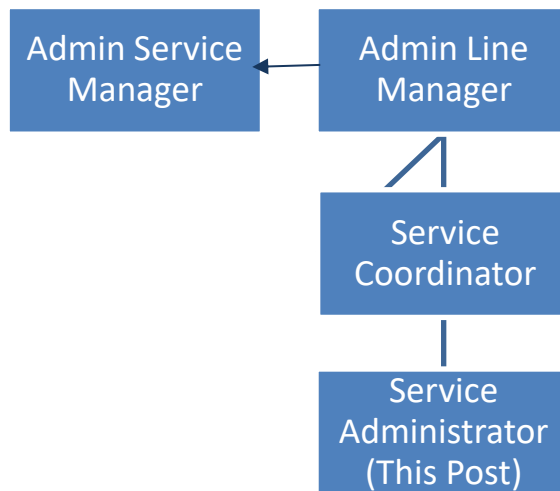 Admin Service
Manager
Admin Line
Manager
Service
Coordinator
Service
Administrator
(This Post)